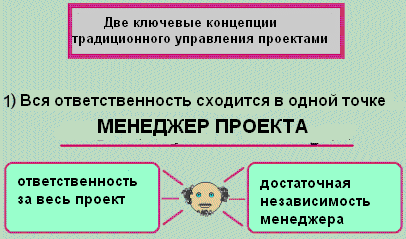 Две ключевые концепции
традиционного управления проектами
1) Вся ответственность сходится в одной точке
МЕНЕДЖЕР ПРОЕКТА
ответственность
за весь проект
достаточная
независимость
менеджера